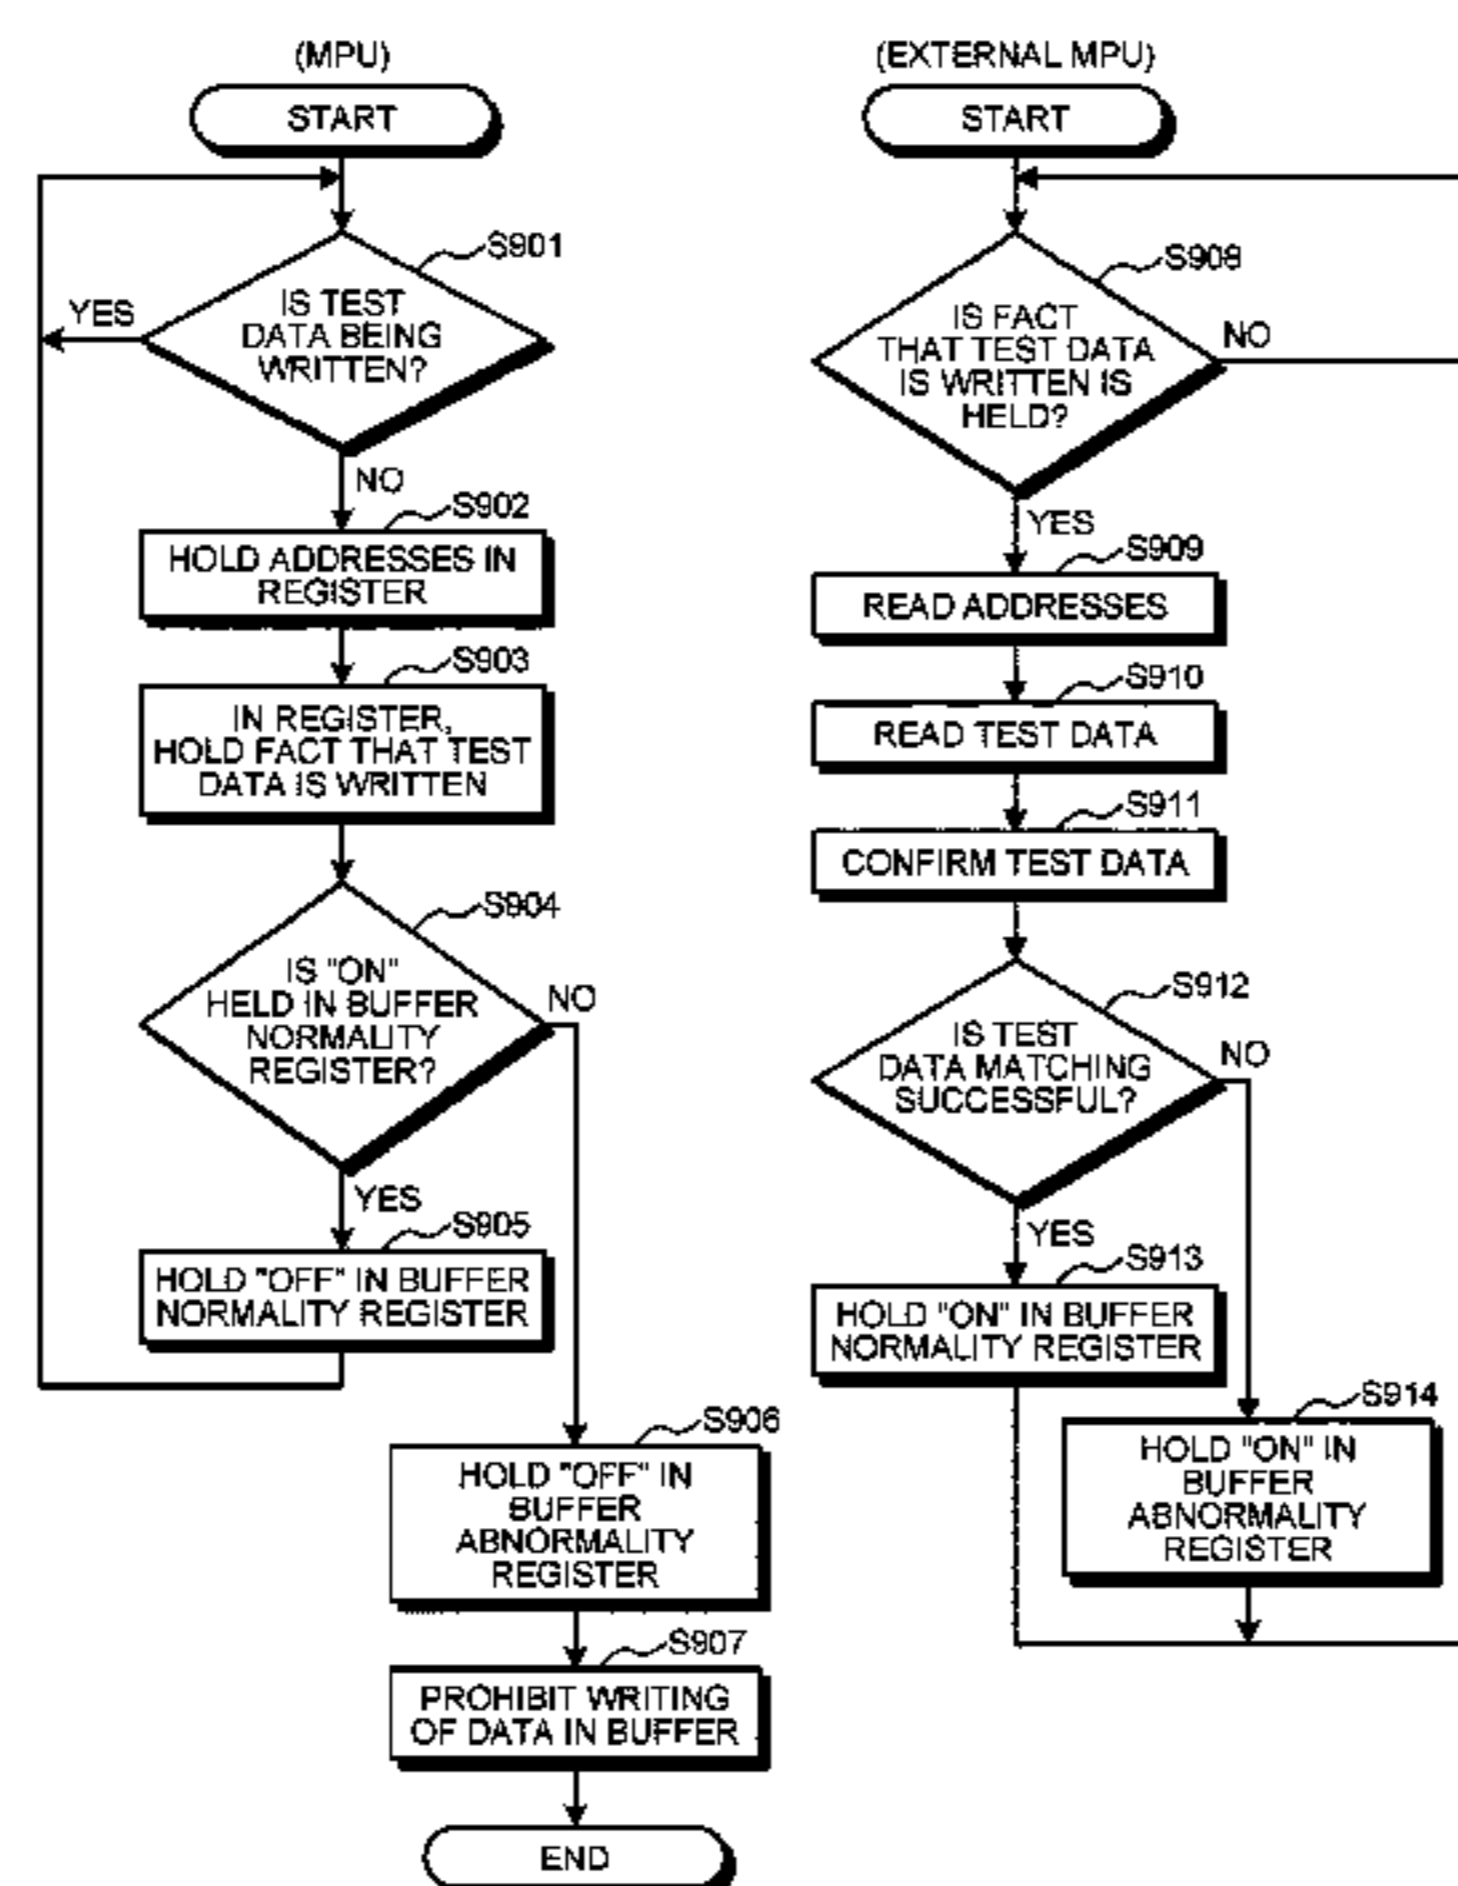 (MPU)
START
S901
IS TEST
DATA BEING
WRITTEN?
YES
NO
S902
HOLD ADDRESSES IN
REGISTER
S903
IN REGISTER,
HOLD FACT THAT TEST
DATA IS WRITTEN
S904
IS "ON"
HELD IN BUFFER
NORMALITY
REGISTER?
NO
YES
S905
HOLD "OFF" IN BUFFER
NORMALITY REGISTER
S906
HOLD "OFF" IN
BUFFER
ABNORMALITY
REGISTER
S907
PROHIBIT WRITING
OF DATA IN BUFFER
END
(EXTERNAL MPU)
START
S908
IS FACT
THAT TEST DATA
IS WRITTEN IS
HELD?
NO
YES
S909
READ ADDRESSES
S910
READ TEST DATA
S911
CONFIRM TEST DATA
S912
IS TEST
DATA MATCHING
SUCCESSFUL?
NO
YES
S913
HOLD "ON" IN BUFFER
NORMALITY REGISTER
S914
HOLD "ON" IN
BUFFER
ABNORMALITY
REGISTER